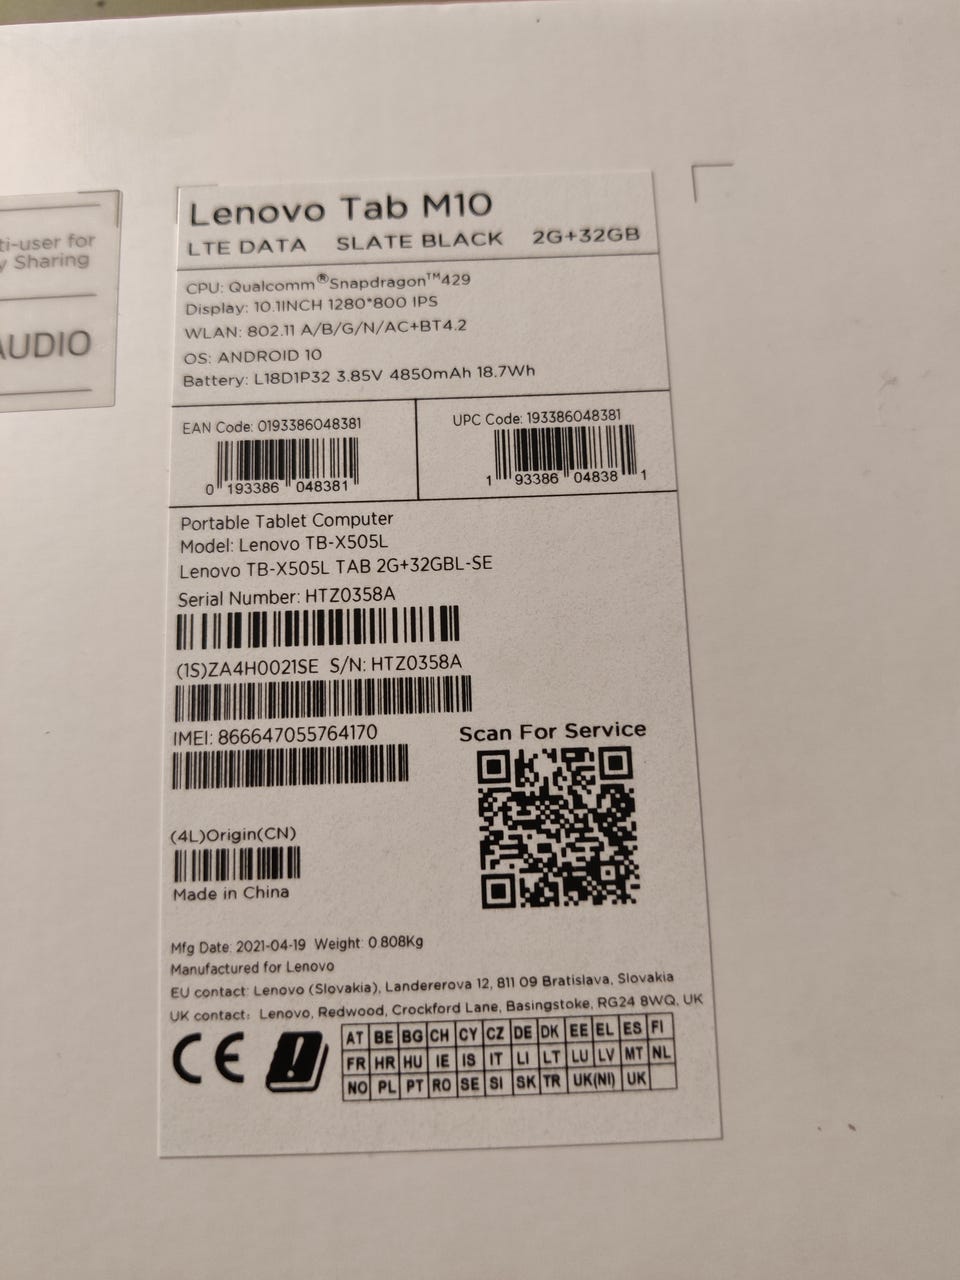 ti-user for
y Sharing
AUDIO
Lenovo Tab M10
LTE DATA SLATE BLACK 2G+32GB
CPU: Qualcomm®Snapdragon™429
Display: 10.1INCH 1280*800 IPS
WLAN: 802.11 A/B/G/N/AC+BT4.2
OS: ANDROID 10
Battery: L18D1P32 3.85V 4850mAh 18.7Wh
EAN Code: 0193386048381
0 193386 048381
UPC Code: 193386048381
1 93386 04838 1
Portable Tablet Computer
Model: Lenovo TB-X505L
Lenovo TB-X505L TAB 2G+32GBL-SE
Serial Number: HTZ0358A
(1S)ZA4H0021SE S/N: HTZ0358A
IMEI: 866647055764170
Scan For Service
(4L)Origin(CN)
Made in China
Mfg Date: 2021-04-19 Weight: 0.808Kg
Manufactured for Lenovo
EU contact: Lenovo (Slovakia), Landererova 12, 811 09 Bratislava, Slovakia
UK contact: Lenovo, Redwood, Crockford Lane, Basingstoke, RG24 8WQ, UK
CE
AT BE BG CH CY CZ DE DK EE EL ES FI
FR HR HU IE IS IT LI LT LU LV MT NL
NO PL PT RO SE SI SK TR UK(NI) UK